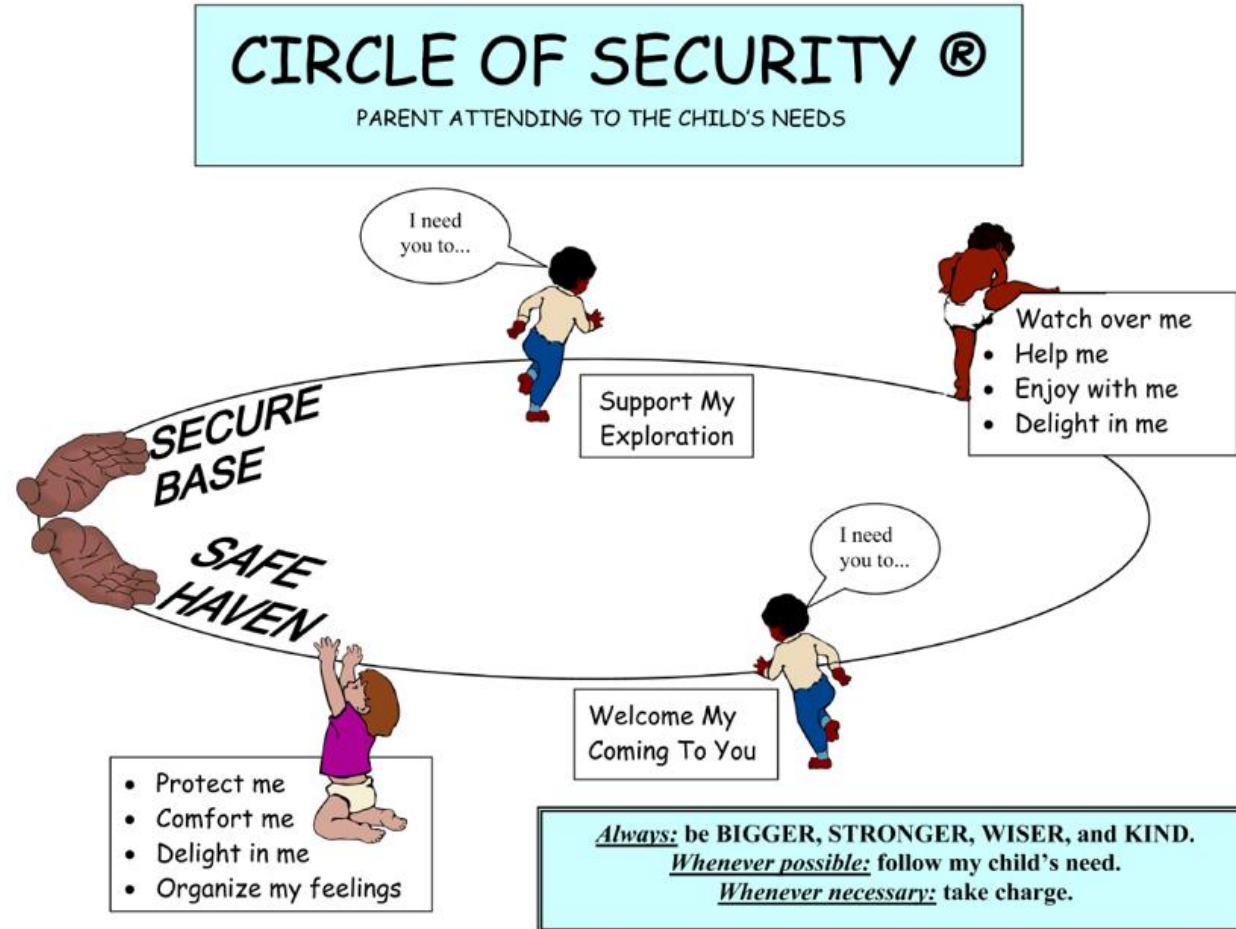 CIRCLE OF SECURITY ®
PARENT ATTENDING TO THE CHILD'S NEEDS
I need
you to...
Support My
Exploration
• Watch over me
• Help me
• Enjoy with me
• Delight in me
SECURE
BASE
SAFE
HAVEN
I need
you to...
Welcome My
Coming To You
• Protect me
• Comfort me
• Delight in me
• Organize my feelings
Always: be BIGGER, STRONGER, WISER, and KIND.
Whenever possible: follow my child's need.
Whenever necessary: take charge.